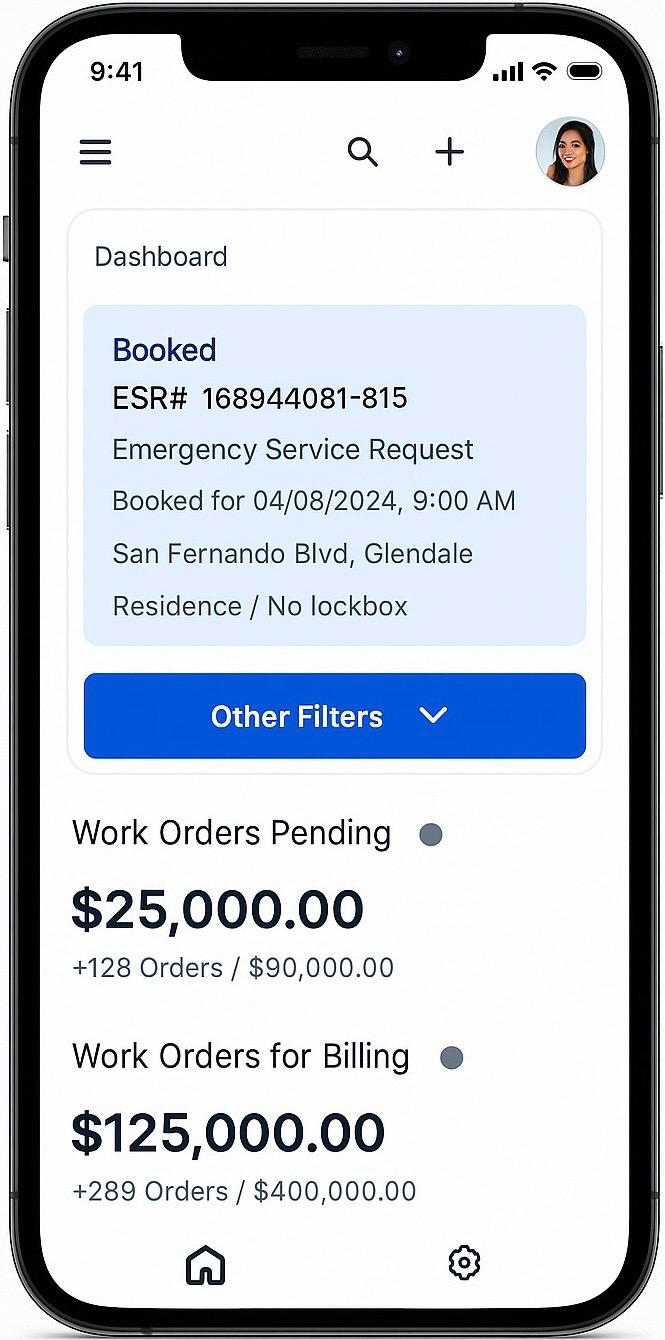 9:41
Dashboard
Booked
ESR# 168944081-815
Emergency Service Request
Booked for 04/08/2024, 9:00 AM
San Fernando Blvd, Glendale
Residence / No lockbox
Other Filters
Work Orders Pending
$25,000.00
+128 Orders / $90,000.00
Work Orders for Billing
$125,000.00
+289 Orders / $400,000.00